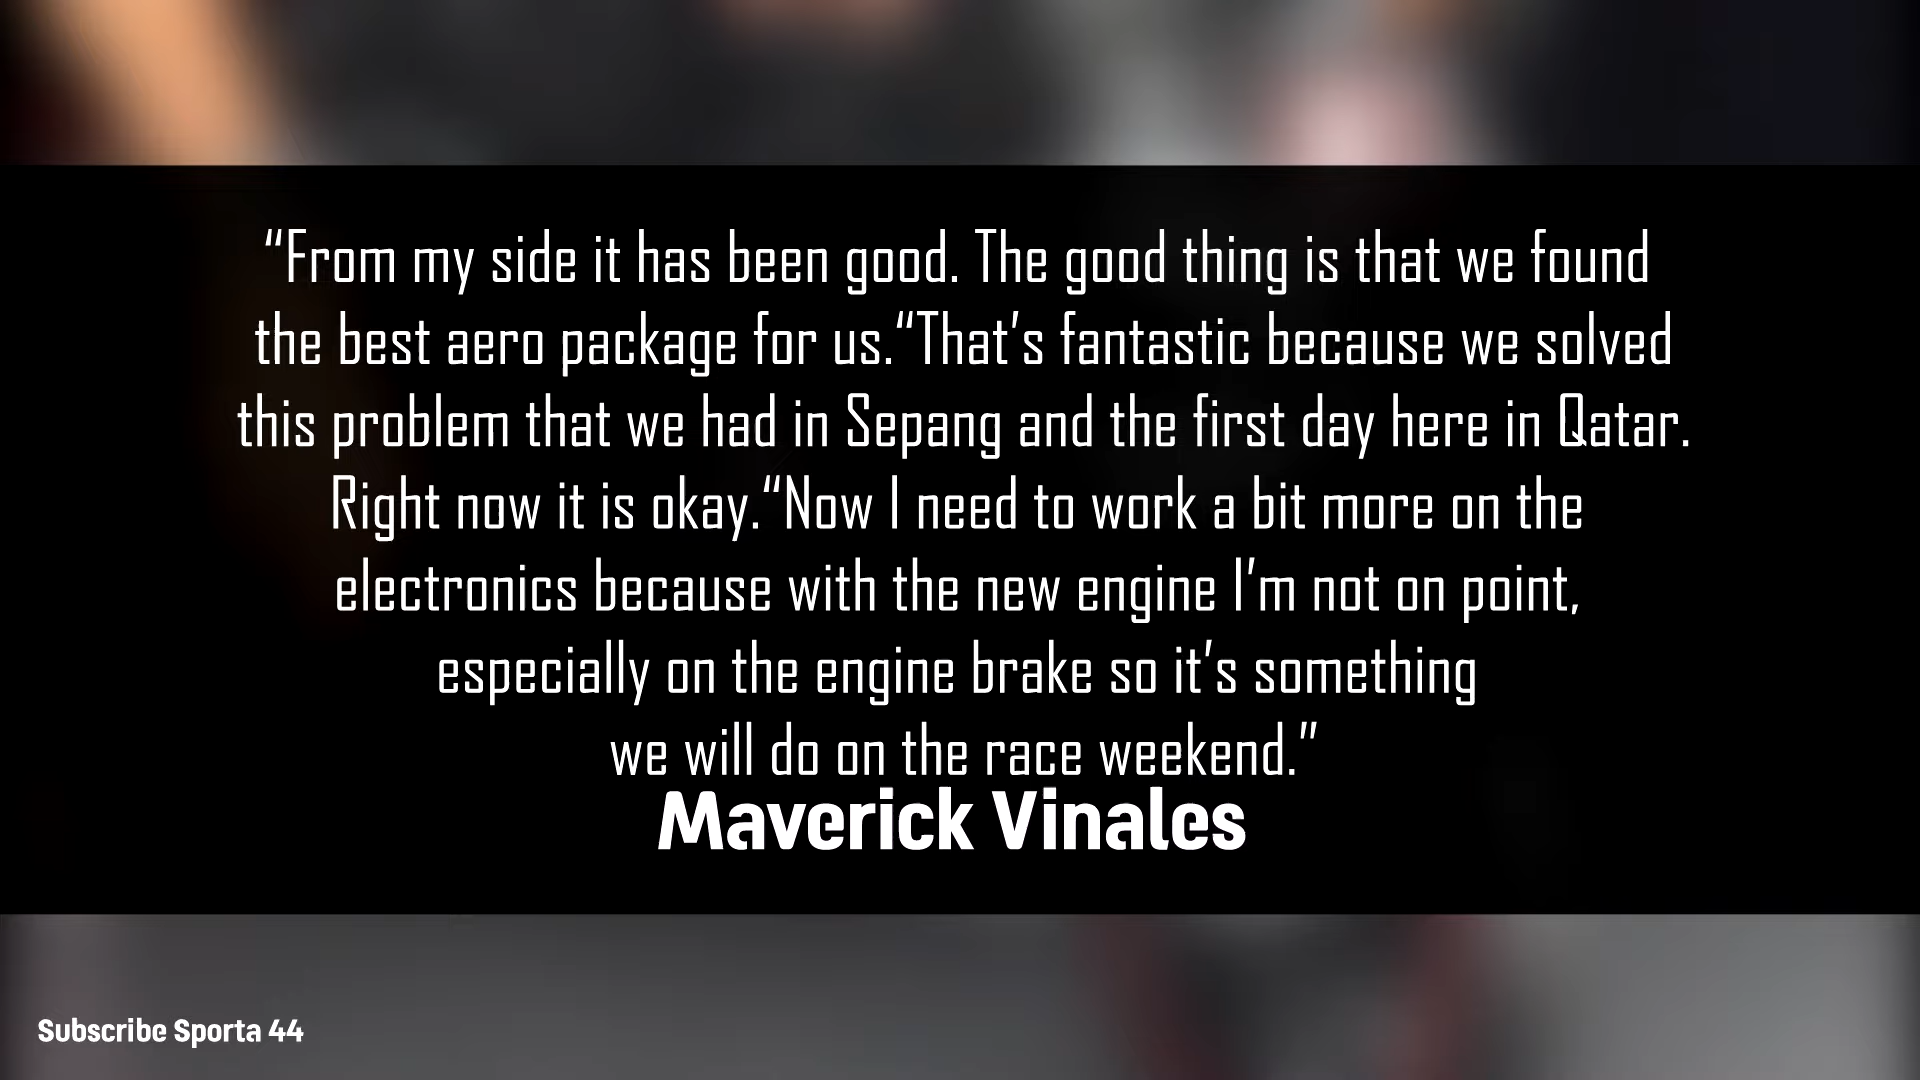 “From my side it has been good. The good thing is that we found
the best aero package for us.“That’s fantastic because we solved
this problem that we had in Sepang and the first day here in Qatar.
Right now it is okay.“Now I need to work a bit more on the
electronics because with the new engine I’m not on point,
especially on the engine brake so it’s something
we will do on the race weekend.”
Maverick Vinales
Subscribe Sporta 44